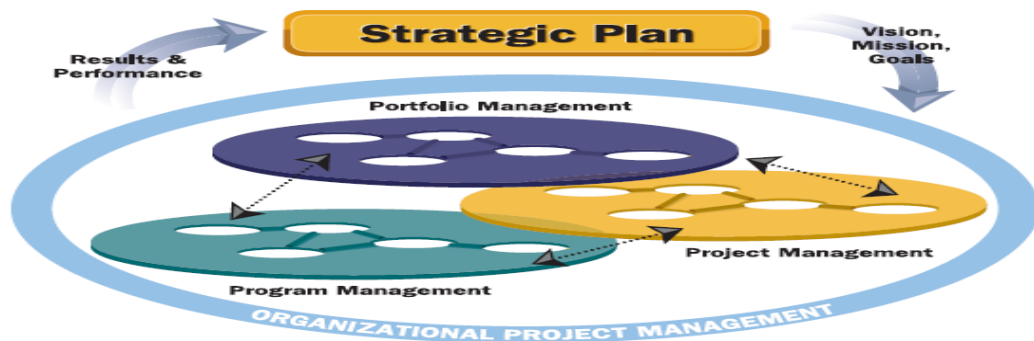 Strategic Plan
Results &
Performance
Vision,
Mission,
Goals
Portfolio Management
Project Management
Program Management
ORGANIZATIONAL PROJECT MANAGEMENT